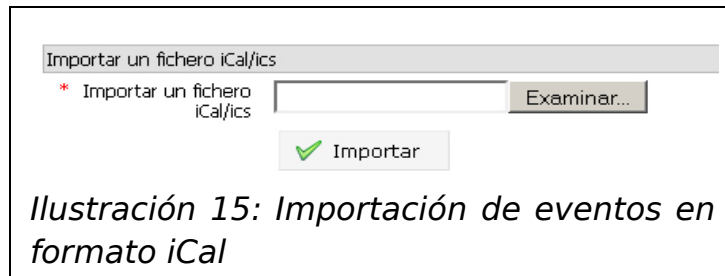 Importar un fichero iCal/ics
* Importar un fichero
iCal/ics
Examinar...
Importar
Ilustración 15: Importación de eventos en
formato iCal